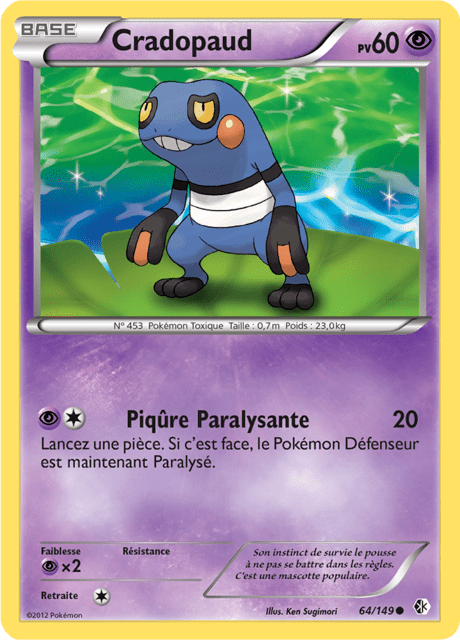 BASE
Cradopaud
PV60
N° 453 Pokémon Toxique Taille : 0,7m Poids : 23,0kg
Piqûre Paralysante 20
Lancez une pièce. Si c'est face, le Pokémon Défenseur
est maintenant Paralysé.
Faiblesse Résistance
×2
Son instinct de survie le pousse
à ne pas se battre dans les règles.
C'est une mascotte populaire.
Retraite
©2012 Pokémon
Illus. Ken Sugimori 64/149